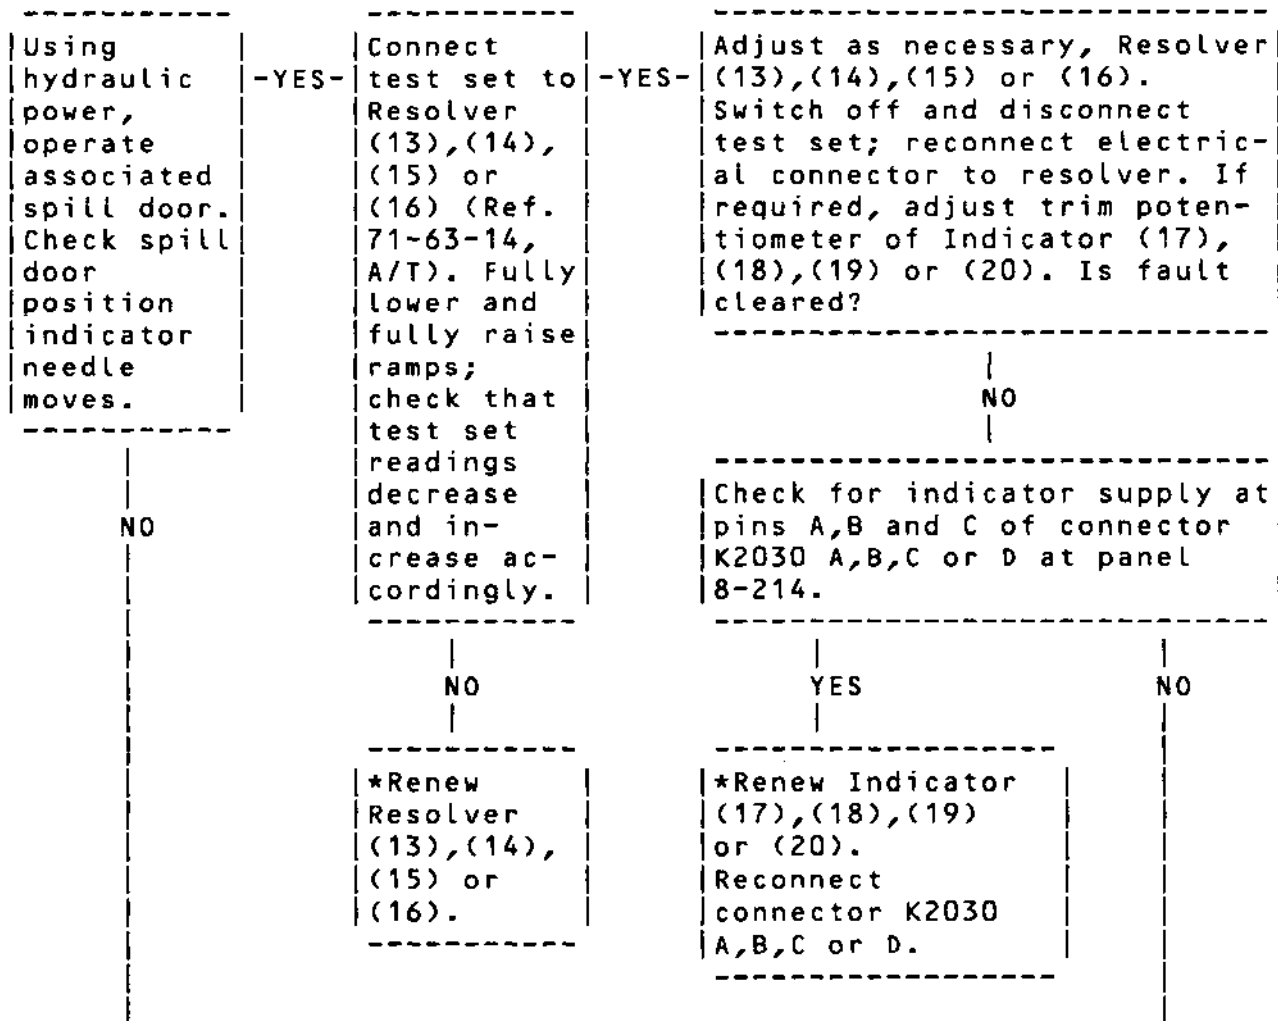 Using
hydraulic
power,
operate
associated
spill door.
Check spill
door
position
indicator
needle
moves.
-YES-
Connect
test set to
Resolver
(13),(14),
(15) or
(16) (Ref.
71-63-14,
A/T). Fully
lower and
fully raise
ramps;
check that
test set
readings
decrease
and in-
crease ac-
cordingly.
-YES-
Adjust as necessary, Resolver
(13),(14),(15) or (16).
Switch off and disconnect
test set; reconnect electric-
al connector to resolver. If
required, adjust trim poten-
tiometer of Indicator (17),
(18),(19) or (20). Is fault
cleared?
NO
Check for indicator supply at
pins A,B and C of connector
K2030 A,B,C or D at panel
8-214.
NO
NO
YES
NO
*Renew
Resolver
(13),(14),
(15) or
(16).
*Renew Indicator
(17),(18),(19)
or (20).
Reconnect
connector K2030
A,B,C or D.